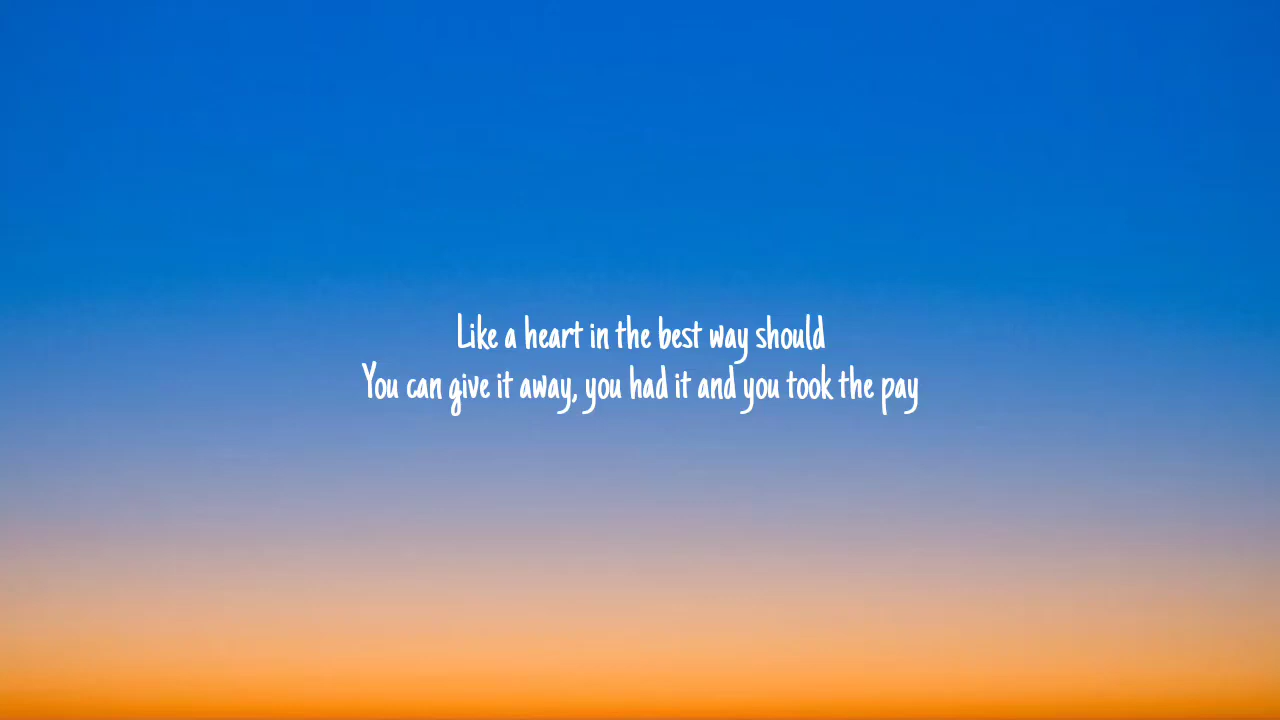 Like a heart in the best way should
You can give it away, you had it and you took the pay